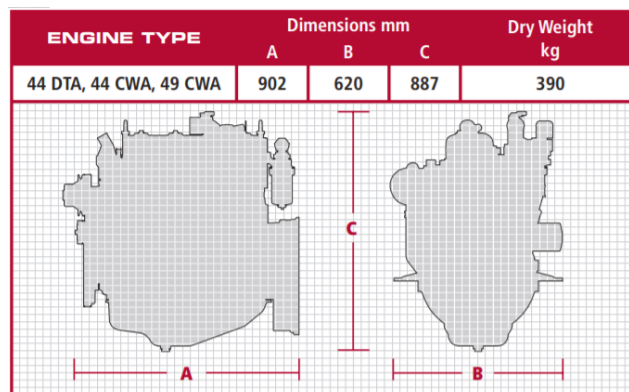 ENGINE TYPE
Dimensions mm
Dry Weight
kg
A B C
44 DTA, 44 CWA, 49 CWA 902 620 887 390
C
A
B